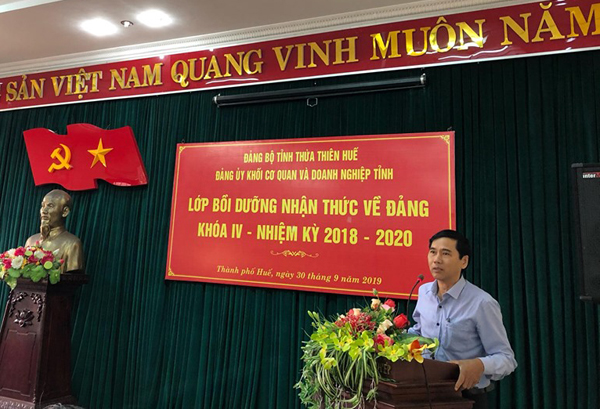 SẢN VIỆT NAM QUANG VINH MUÔN NĂM
ĐẢNG BỘ TỈNH THỪA THIÊN HUẾ
ĐẢNG ỦY KHỐI CƠ QUAN VÀ DOANH NGHIỆP TỈNH
LỚP BỒI DƯỠNG NHẬN THỨC VỀ ĐẢNG
KHÓA IV - NHIỆM KỲ 2018 - 2020
Thành phố Huế, ngày 30 tháng 9 năm 2019